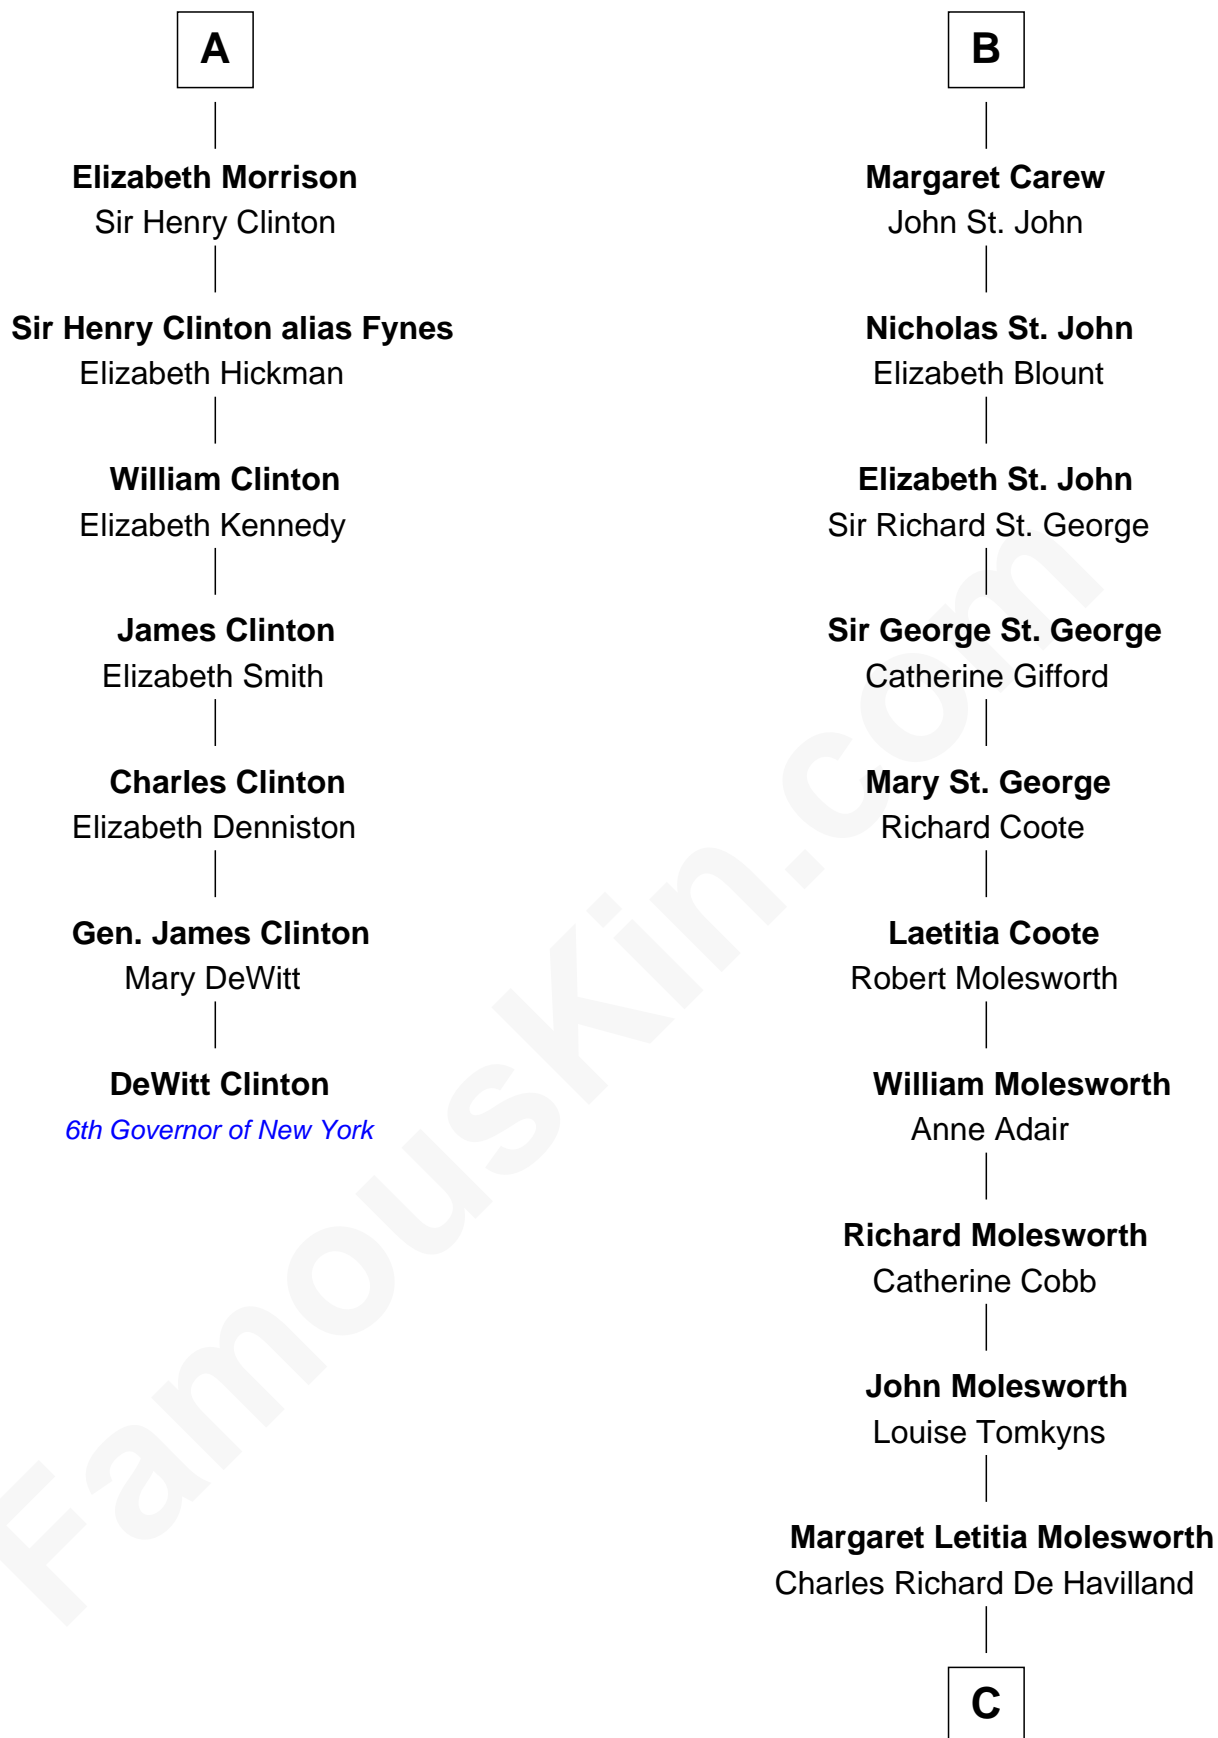 A
Elizabeth Morrison
Sir Henry Clinton
Sir Henry Clinton alias Fynes
Elizabeth Hickman
William Clinton
Elizabeth Kennedy
James Clinton
Elizabeth Smith
Charles Clinton
Elizabeth Denniston
Gen. James Clinton
Mary DeWitt
DeWitt Clinton
6th Governor of New York
B
Margaret Carew
John St. John
Nicholas St. John
Elizabeth Blount
Elizabeth St. John
Sir Richard St. George
Sir George St. George
Catherine Gifford
Mary St. George
Richard Coote
Laetitia Coote
Robert Molesworth
William Molesworth
Anne Adair
Richard Molesworth
Catherine Cobb
John Molesworth
Louise Tomkyns
Margaret Letitia Molesworth
Charles Richard De Havilland
C
FamousKin.com